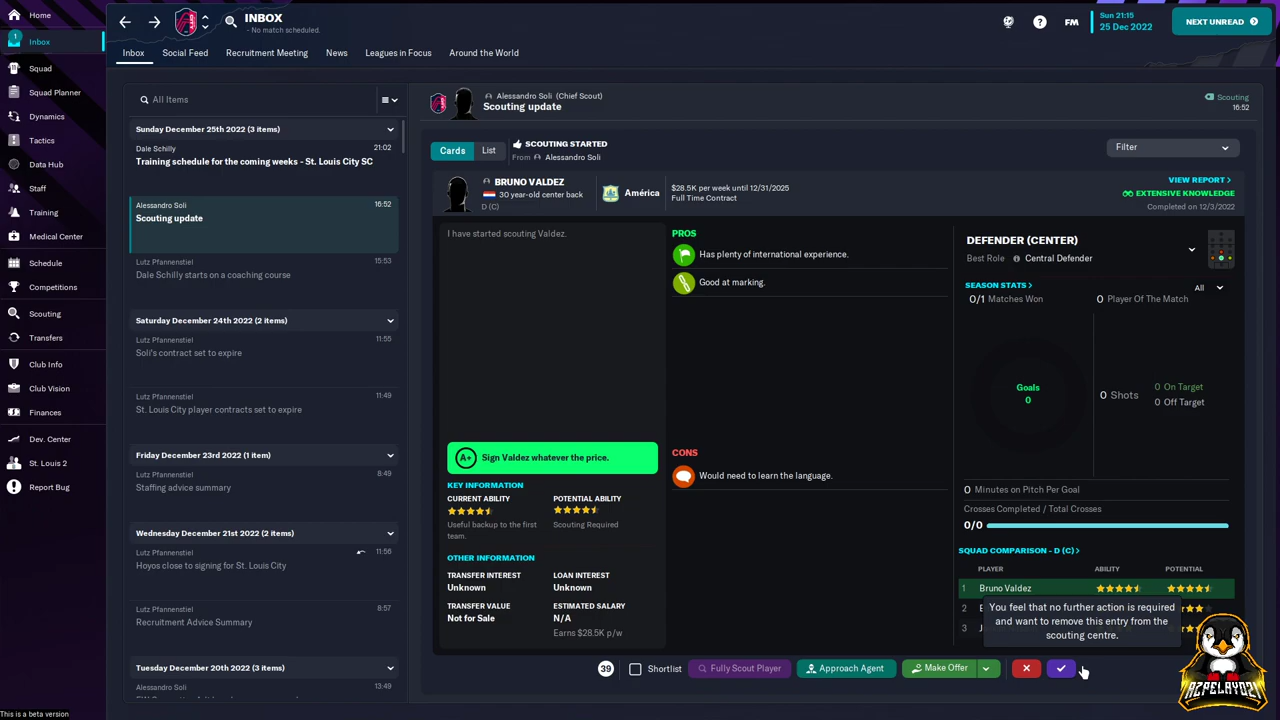 Home
1
Inbox
Squad
Squad Planner
Dynamics
Tactics
Data Hub
Staff
Training
Medical Center
Schedule
Competitions
Scouting
Transfers
Club Info
Club Vision
Finances
Dev. Center
St. Louis 2
Report Bug
This is a beta version
INBOX
- No match scheduled.
FM
Sun 21:15
25 Dec 2022
NEXT UNREAD
Inbox
Social Feed
Recruitment Meeting
News
Leagues in Focus
Around the World
All Items
Sunday December 25th 2022 (3 items)
Dale Schilly 21:02
Training schedule for the coming weeks - St. Louis City SC
Alessandro Soli 16:52
Scouting update
Lutz Pfannenstiel 15:53
Dale Schilly starts on a coaching course
Saturday December 24th 2022 (2 items)
Lutz Pfannenstiel 11:55
Soli's contract set to expire
Lutz Pfannenstiel 11:49
St. Louis City player contracts set to expire
Friday December 23rd 2022 (1 item)
Lutz Pfannenstiel 8:49
Staffing advice summary
Wednesday December 21st 2022 (2 items)
Lutz Pfannenstiel 11:56
Hoyos close to signing for St. Louis City
Lutz Pfannenstiel 8:57
Recruitment Advice Summary
Tuesday December 20th 2022 (3 items)
Alessandro Soli 13:49
Alessandro Soli (Chief Scout)
Scouting update
Scouting
16:52
Cards
List
SCOUTING STARTED
From Alessandro Soli
Filter
BRUNO VALDEZ
30 year-old center back
D (C)
América
$28.5K per week until 12/31/2025
Full Time Contract
VIEW REPORT
EXTENSIVE KNOWLEDGE
Completed on 12/3/2022
I have started scouting Valdez.
A+ Sign Valdez whatever the price.
KEY INFORMATION
CURRENT ABILITY
Useful backup to the first
team.
POTENTIAL ABILITY
Scouting Required
OTHER INFORMATION
TRANSFER INTEREST
Unknown
LOAN INTEREST
Unknown
TRANSFER VALUE
Not for Sale
ESTIMATED SALARY
N/A
Earns $28.5K p/w
PROS
Has plenty of international experience.
Good at marking.
CONS
Would need to learn the language.
DEFENDER (CENTER)
Best Role Central Defender
SEASON STATS
All
0/1 Matches Won
0 Player Of The Match
Goals
0
0 Shots
0 On Target
0 Off Target
0 Minutes on Pitch Per Goal
Crosses Completed / Total Crosses
0/0
SQUAD COMPARISON - D (C)
PLAYER ABILITY POTENTIAL
1 Bruno Valdez
2
3
You feel that no further action is required
and want to remove this entry from the
scouting centre.
39
Shortlist
Fully Scout Player
Approach Agent
Make Offer